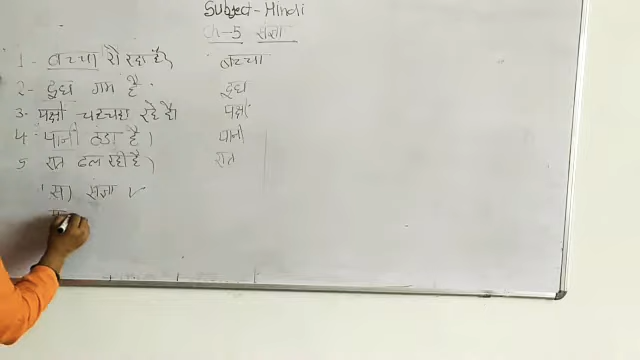 Subject - Hindi
Ch-5 संज्ञा
1 - बच्चा रो रहा है। बच्चा
2 - दुध गर्म है दुध
3 - पक्षी चहचहा रहे है। पक्षी
4 - पानी ठंडा है। पानी
5 रात ढल रही है। रात
स) संज्ञा ✓